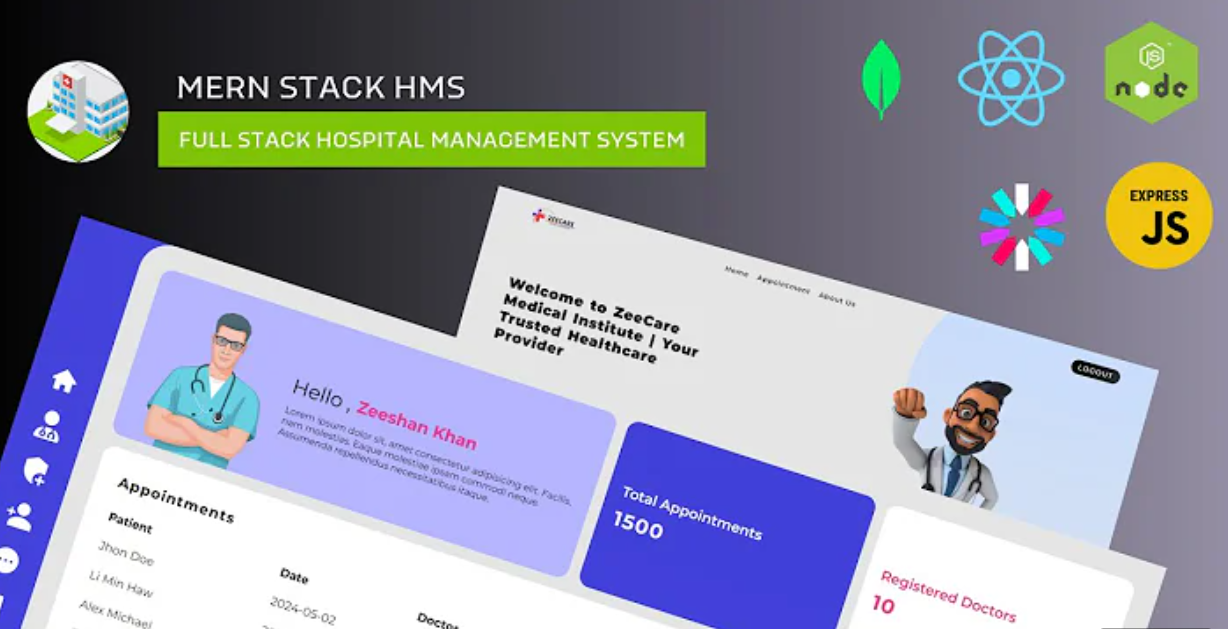 MERN STACK HMS
FULL STACK HOSPITAL MANAGEMENT SYSTEM
JS
node
EXPRESS
JS
ZEECARE
Home Appointment About Us
LOGOUT
Welcome to ZeeCare
Medical Institute | Your
Trusted Healthcare
Provider
Hello , Zeeshan Khan
Lorem ipsum dolor sit, amet consectetur adipisicing elit. Facilis,
nam molestias. Eaque molestiae ipsam commodi neque.
Assumenda repellendus necessitatibus itaque.
Total Appointments
1500
Registered Doctors
10
Appointments
Patient
Date
Jhon Doe
2024-05-02
Li Min Haw
Alex Michael